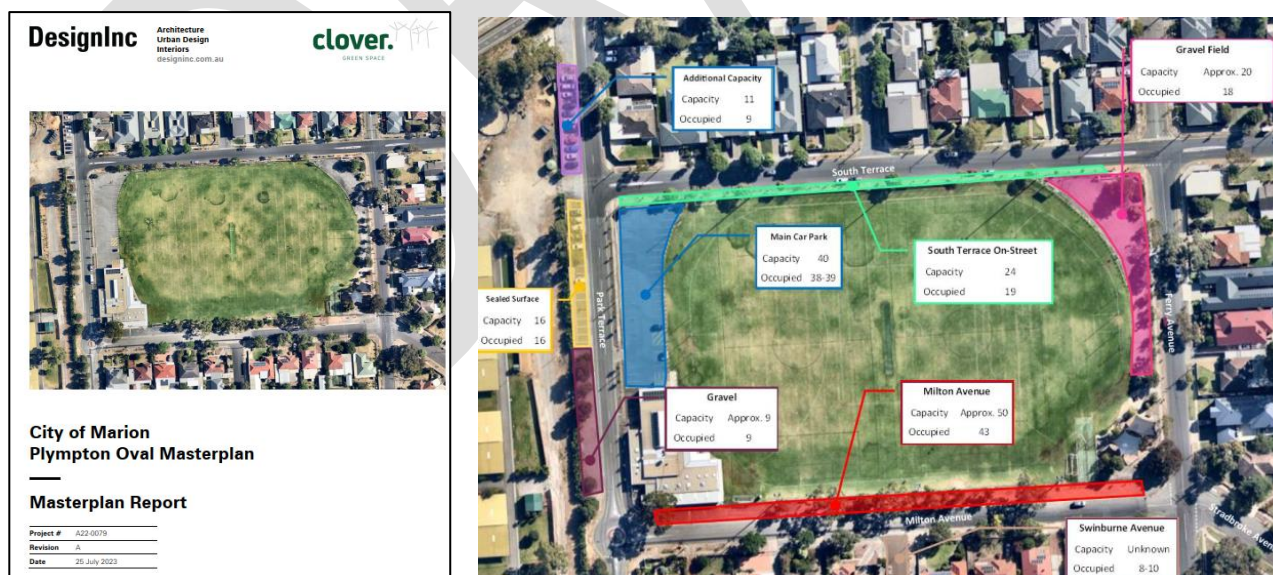 DesignInc
Architecture
Urban Design
Interiors
designinc.com.au
clover.
GREEN SPACE
City of Marion
Plympton Oval Masterplan
Masterplan Report
Project # A22-0079
Revision A
Date 25 July 2023
Additional Capacity
Capacity 11
Occupied 9
Gravel Field
Capacity Approx. 20
Occupied 18
South Terrace
Main Car Park
Capacity 40
Occupied 38-39
South Terrace On-Street
Capacity 24
Occupied 19
Sealed Surface
Capacity 16
Occupied 16
Park Terrace
Ferry Avenue
Gravel
Capacity Approx. 9
Occupied 9
Milton Avenue
Capacity Approx. 50
Occupied 43
Milton Avenue
Stradbroke Aven
Swinburne Avenue
Capacity Unknown
Occupied 8-10